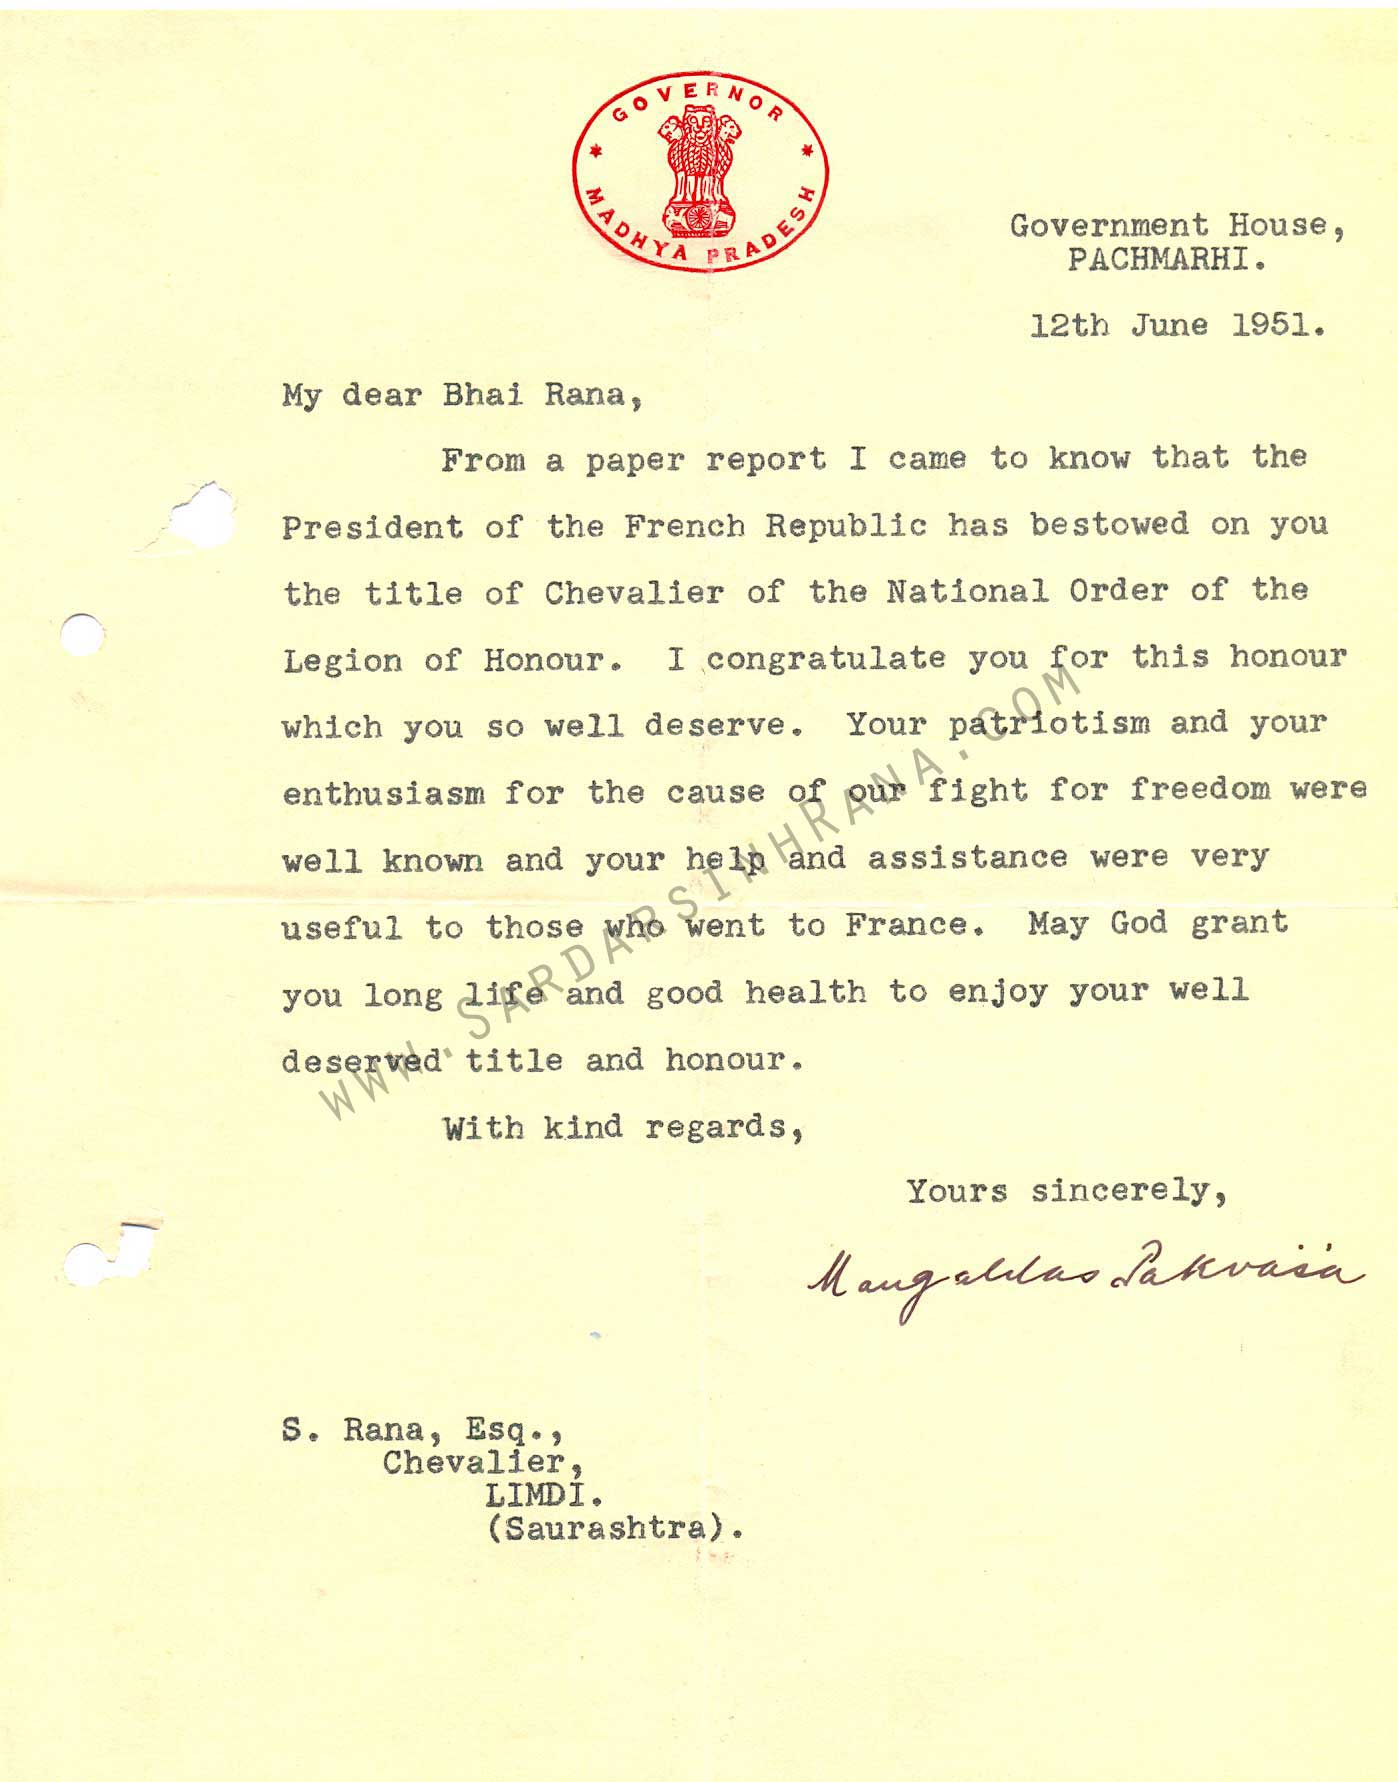 GOVERNOR
MADHYA PRADESH
Government House,
PACHMARHI.
12th June 1951.
My dear Bhai Rana,
From a paper report I came to know that the
President of the French Republic has bestowed on you
the title of Chevalier of the National Order of the
Legion of Honour. I congratulate you for this honour
which you so well deserve. Your patriotism and your
enthusiasm for the cause of our fight for freedom were
well known and your help and assistance were very
useful to those who went to France. May God grant
you long life and good health to enjoy your well
deserved title and honour.
With kind regards,
Yours sincerely,
Mangaldas Pakvasa
S. Rana, Esq.,
Chevalier,
LIMDI.
(Saurashtra).
www.SARDARSINHRANA.COM